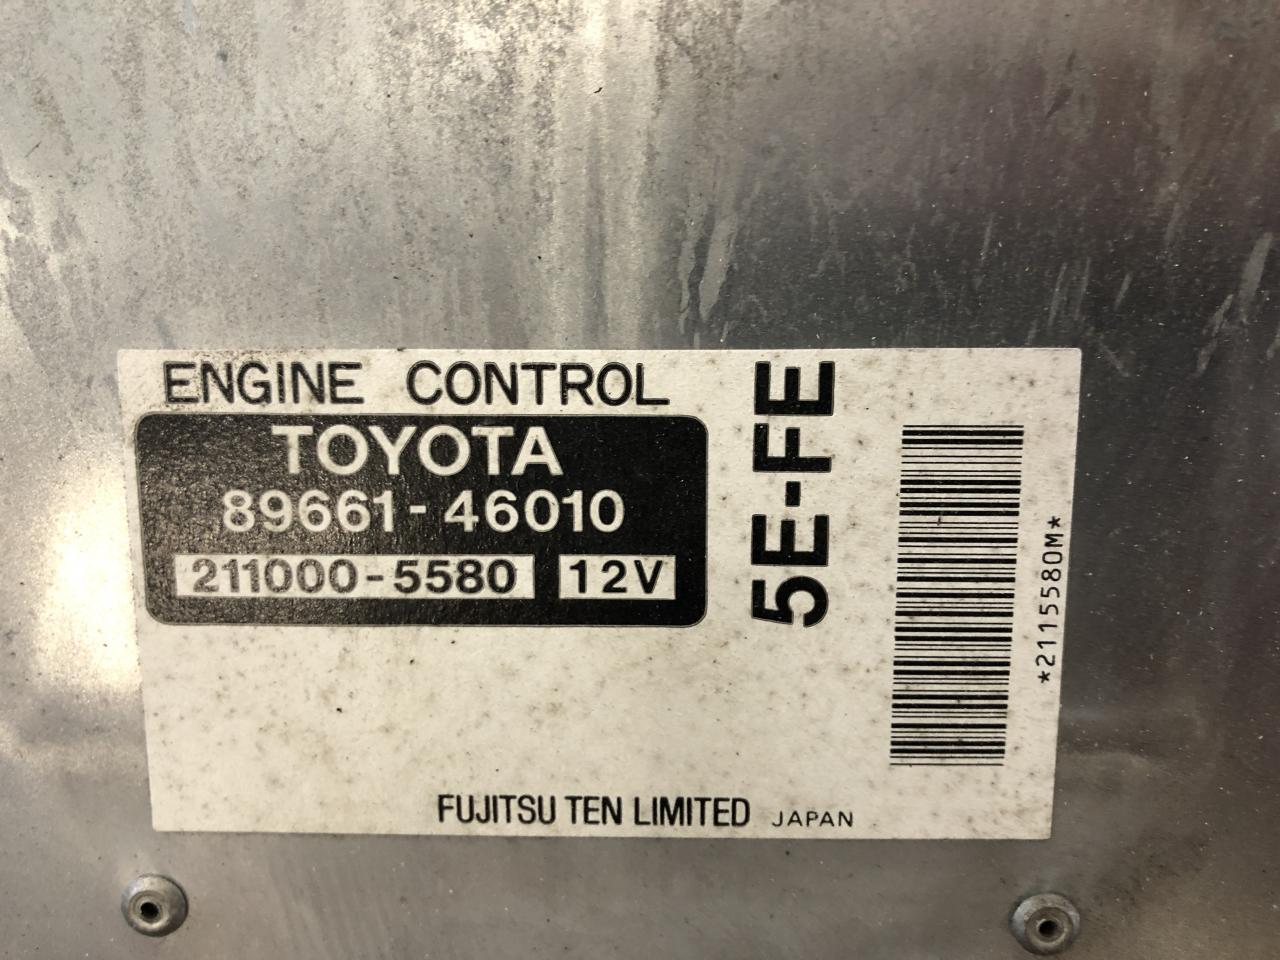 ENGINE CONTROL
TOYOTA
89661-46010
211000-5580 12V
5E-FE
*2115580M*
FUJITSU TEN LIMITED JAPAN